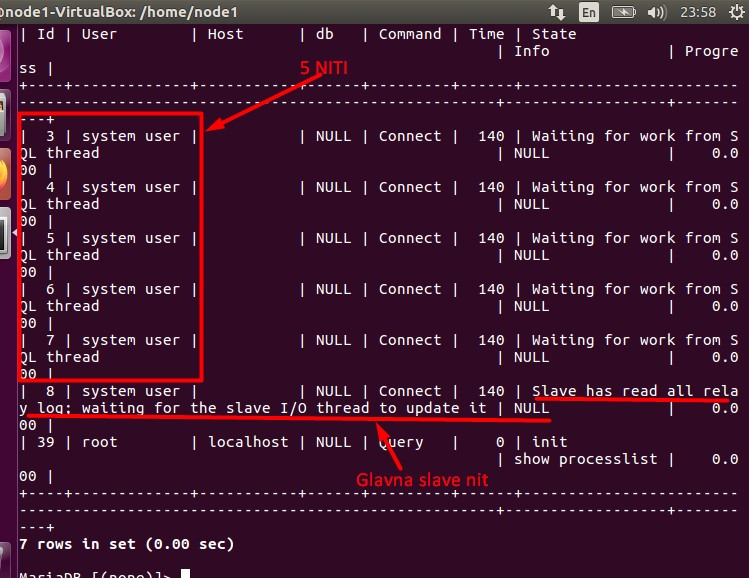 node1-VirtualBox: /home/node1 En 23:58
| Id | User | Host | db | Command | Time | State
| Info | Progre
ss |
+----+-------------+-----------+------+---------+------+------------------------
-----------------------------------------------------+------------------+-------
---+
5 NITI
| 3 | system user | | NULL | Connect | 140 | Waiting for work from S
QL thread | NULL | 0.0
00 |
| 4 | system user | | NULL | Connect | 140 | Waiting for work from S
QL thread | NULL | 0.0
00 |
| 5 | system user | | NULL | Connect | 140 | Waiting for work from S
QL thread | NULL | 0.0
00 |
| 6 | system user | | NULL | Connect | 140 | Waiting for work from S
QL thread | NULL | 0.0
00 |
| 7 | system user | | NULL | Connect | 140 | Waiting for work from S
QL thread | NULL | 0.0
00 |
| 8 | system user | | NULL | Connect | 140 | Slave has read all rela
y log; waiting for the slave I/O thread to update it | NULL | 0.0
00 |
| 39 | root | localhost | NULL | Query | 0 | init
| show processlist | 0.0
00 |
Glavna slave nit
+----+-------------+-----------+------+---------+------+------------------------
-----------------------------------------------------+------------------+-------
---+
7 rows in set (0.00 sec)
MariaDB [(none)]>